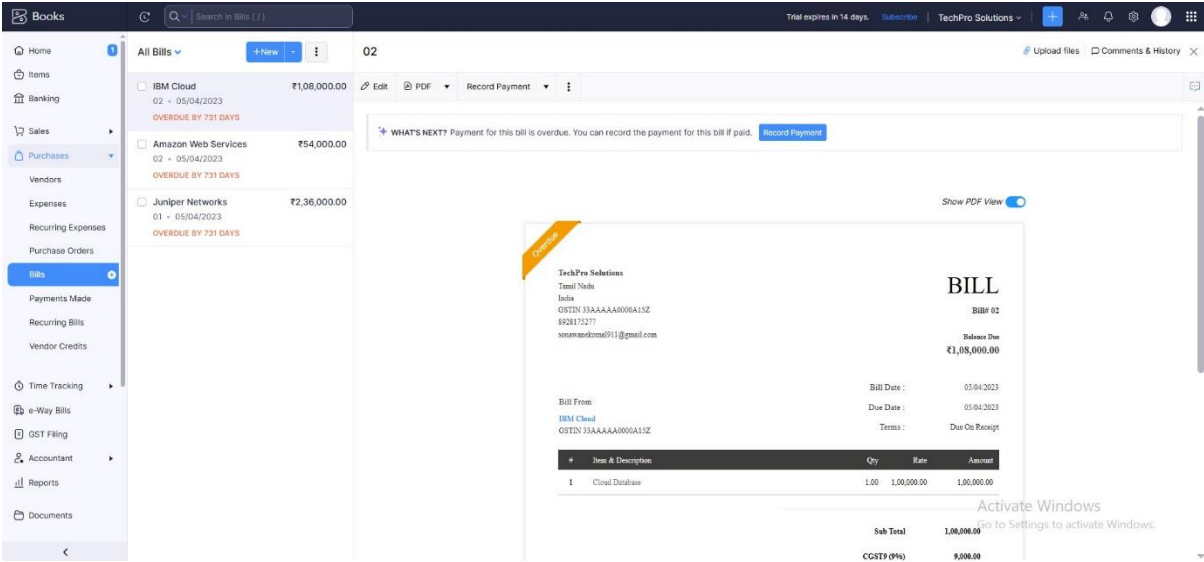 Books
Search in Bills ( / )
Trial expires in 14 days. Subscribe
TechPro Solutions
Home 1
Items
Banking
Sales
Purchases
Vendors
Expenses
Recurring Expenses
Purchase Orders
Bills
Payments Made
Recurring Bills
Vendor Credits
Time Tracking
e-Way Bills
GST Filing
Accountant
Reports
Documents
All Bills
+New
IBM Cloud ₹1,08,000.00
02 • 05/04/2023
OVERDUE BY 731 DAYS
Amazon Web Services ₹54,000.00
02 • 05/04/2023
OVERDUE BY 731 DAYS
Juniper Networks ₹2,36,000.00
01 • 05/04/2023
OVERDUE BY 731 DAYS
02
Upload files Comments & History
Edit PDF Record Payment
WHAT'S NEXT? Payment for this bill is overdue. You can record the payment for this bill if paid. Record Payment
Show PDF View
Overdue
TechPro Solutions
Tamil Nadu
India
GSTIN 33AAAAA0000A15Z
8928175277
sonawanekomal911@gmail.com
BILL
Bill# 02
Balance Due
₹1,08,000.00
Bill Date : 05/04/2023
Due Date : 05/04/2023
Terms : Due On Receipt
Bill From
IBM Cloud
GSTIN 33AAAAA0000A15Z
# Item & Description Qty Rate Amount
1 Cloud Database 1.00 1,00,000.00 1,00,000.00
Sub Total 1,00,000.00
CGST9 (9%) 9,000.00
Activate Windows
Go to Settings to activate Windows.